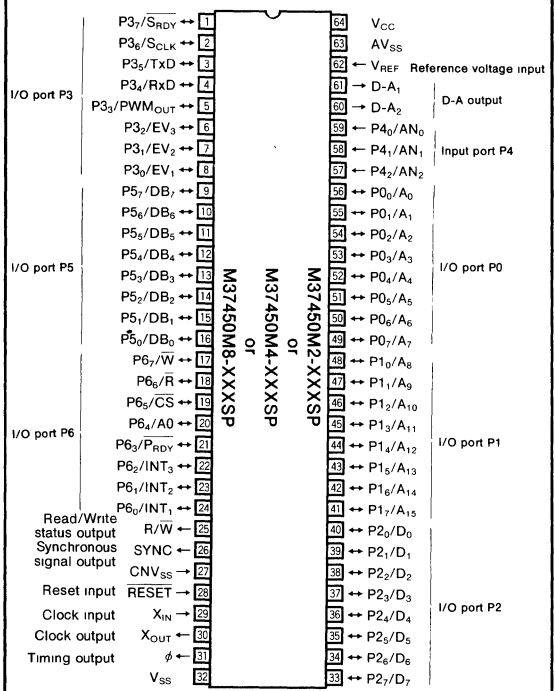 P3₇/S̅R̅D̅Y̅ ↔ 1
P3₆/SCLK ↔ 2
P3₅/TxD ↔ 3
P3₄/RxD ↔ 4
P3₃/PWMOUT ↔ 5
P3₂/EV₃ ↔ 6
P3₁/EV₂ ↔ 7
P3₀/EV₁ ↔ 8
I/O port P3
P5₇/DB₇ ↔ 9
P5₆/DB₆ ↔ 10
P5₅/DB₅ ↔ 11
P5₄/DB₄ ↔ 12
P5₃/DB₃ ↔ 13
P5₂/DB₂ ↔ 14
P5₁/DB₁ ↔ 15
P5₀/DB₀ ↔ 16
I/O port P5
P6₇/W̅ ↔ 17
P6₆/R̅ ↔ 18
P6₅/C̅S̅ ↔ 19
P6₄/A0 ↔ 20
P6₃/P̅R̅D̅Y̅ ↔ 21
P6₂/INT₃ ↔ 22
P6₁/INT₂ ↔ 23
P6₀/INT₁ ↔ 24
I/O port P6
Read/Write
status output
R/W̅ ← 25
Synchronous
signal output
SYNC ← 26
CNVSS → 27
Reset input R̅E̅S̅E̅T̅ → 28
Clock input XIN → 29
Clock output XOUT ← 30
Timing output ϕ ← 31
VSS 32
M37450M8-XXXSP
or
M37450M4-XXXSP
or
M37450M2-XXXSP
64 VCC
63 AVSS
62 ← VREF Reference voltage input
61 → D-A₁
60 → D-A₂
D-A output
59 ← P4₀/AN₀
58 ← P4₁/AN₁
57 ← P4₂/AN₂
Input port P4
56 ↔ P0₀/A₀
55 ↔ P0₁/A₁
54 ↔ P0₂/A₂
53 ↔ P0₃/A₃
52 ↔ P0₄/A₄
51 ↔ P0₅/A₅
50 ↔ P0₆/A₆
49 ↔ P0₇/A₇
I/O port P0
48 ↔ P1₀/A₈
47 ↔ P1₁/A₉
46 ↔ P1₂/A₁₀
45 ↔ P1₃/A₁₁
44 ↔ P1₄/A₁₂
43 ↔ P1₅/A₁₃
42 ↔ P1₆/A₁₄
41 ↔ P1₇/A₁₅
I/O port P1
40 ↔ P2₀/D₀
39 ↔ P2₁/D₁
38 ↔ P2₂/D₂
37 ↔ P2₃/D₃
36 ↔ P2₄/D₄
35 ↔ P2₅/D₅
34 ↔ P2₆/D₆
33 ↔ P2₇/D₇
I/O port P2